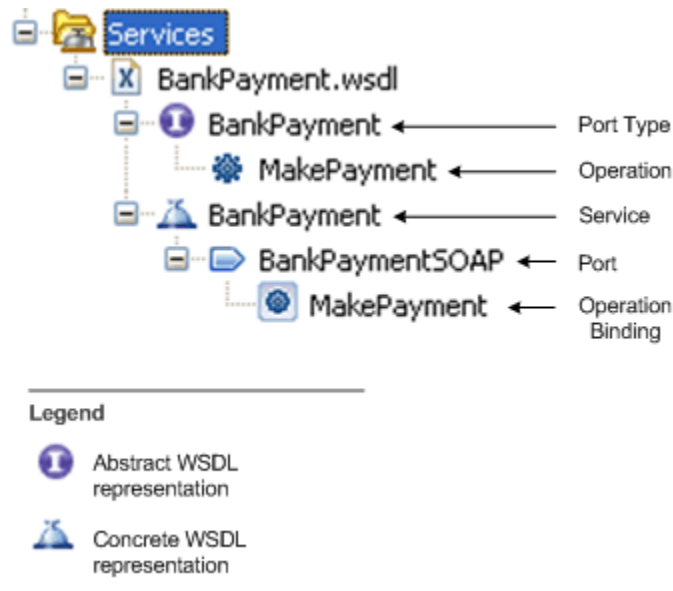 Services
BankPayment.wsdl
BankPayment Port Type
MakePayment Operation
BankPayment Service
BankPaymentSOAP Port
MakePayment Operation
Binding
Legend
Abstract WSDL
representation
Concrete WSDL
representation